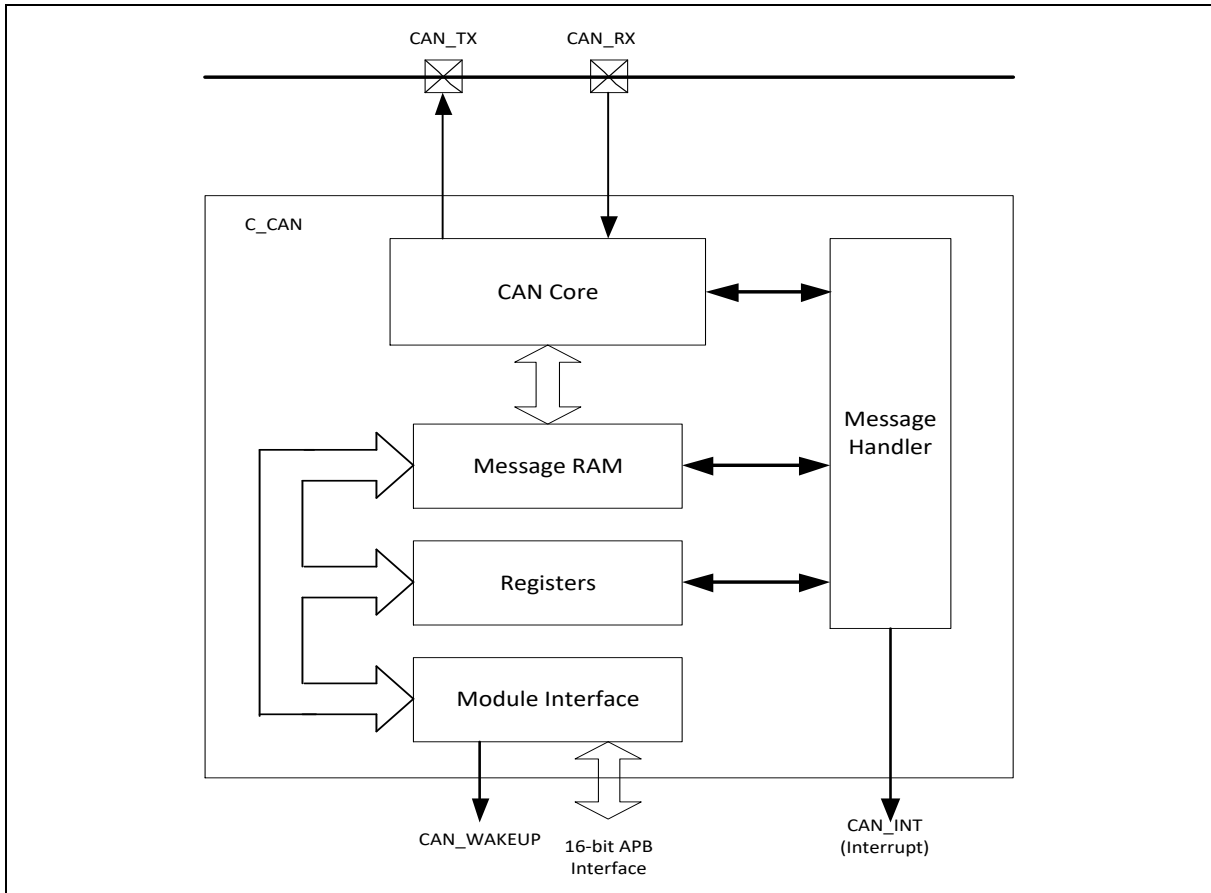 CAN_TX
CAN_RX
C_CAN
CAN Core
Message
Handler
Message RAM
Registers
Module Interface
CAN_WAKEUP
16-bit APB
Interface
CAN_INT
(Interrupt)